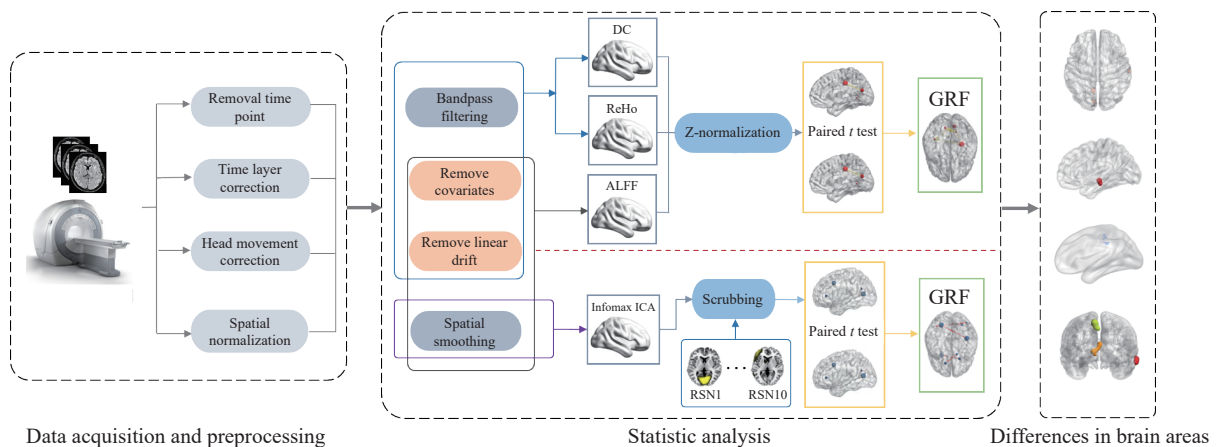 Removal time
point
Time layer
correction
Head movement
correction
Spatial
normalization
Data acquisition and preprocessing
Bandpass
filtering
Remove
covariates
Remove linear
drift
Spatial
smoothing
DC
ReHo
ALFF
Z-normalization
Paired t test
GRF
Infomax ICA
Scrubbing
RSN1
...
RSN10
Paired t test
GRF
Statistic analysis
Differences in brain areas